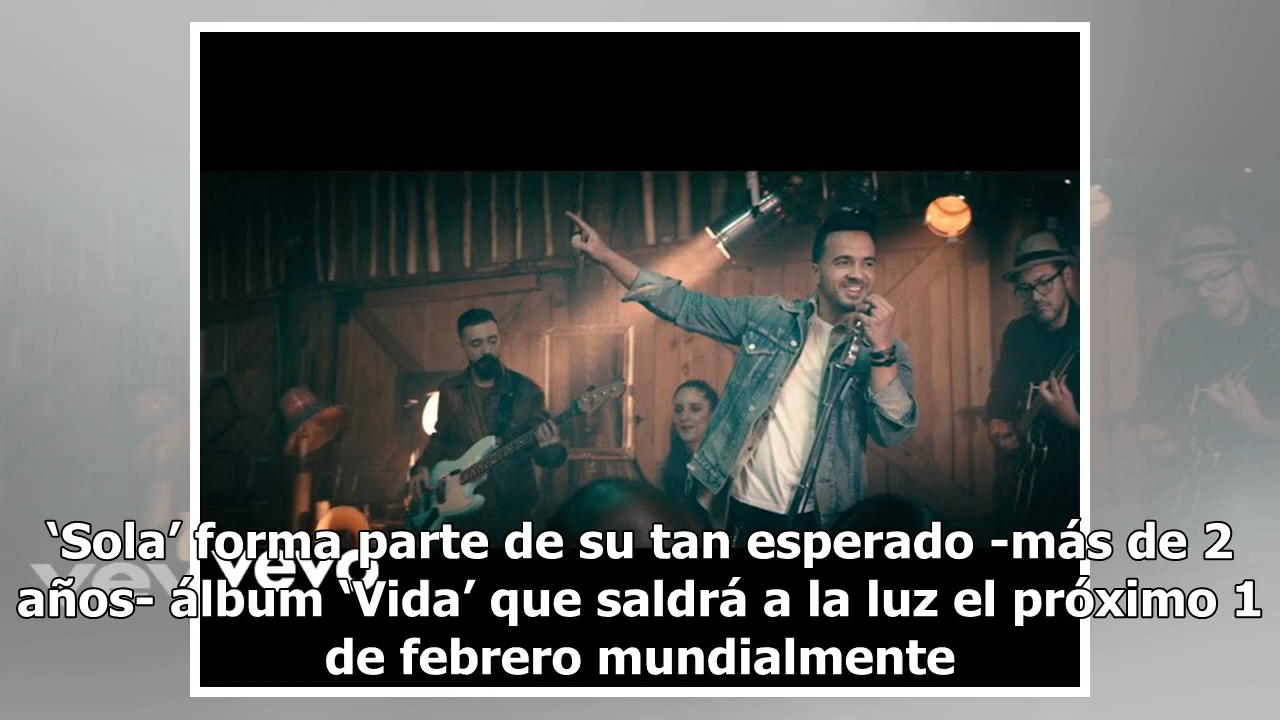 ‘Sola’ forma parte de su tan esperado -más de 2
años- álbum ‘Vida’ que saldrá a la luz el próximo 1
de febrero mundialmente
vevo